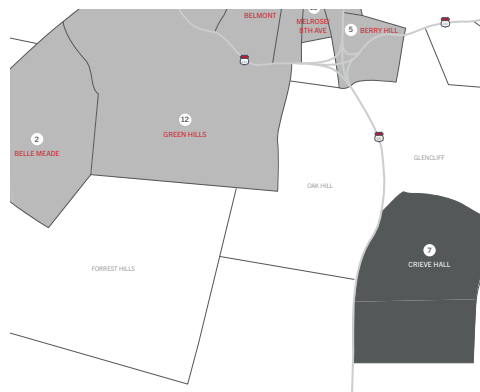 BELMONT
MELROSE/
8TH AVE
5
BERRY HILL
12
GREEN HILLS
2
BELLE MEADE
GLENCLIFF
OAK HILL
7
CRIEVE HALL
FORREST HILLS